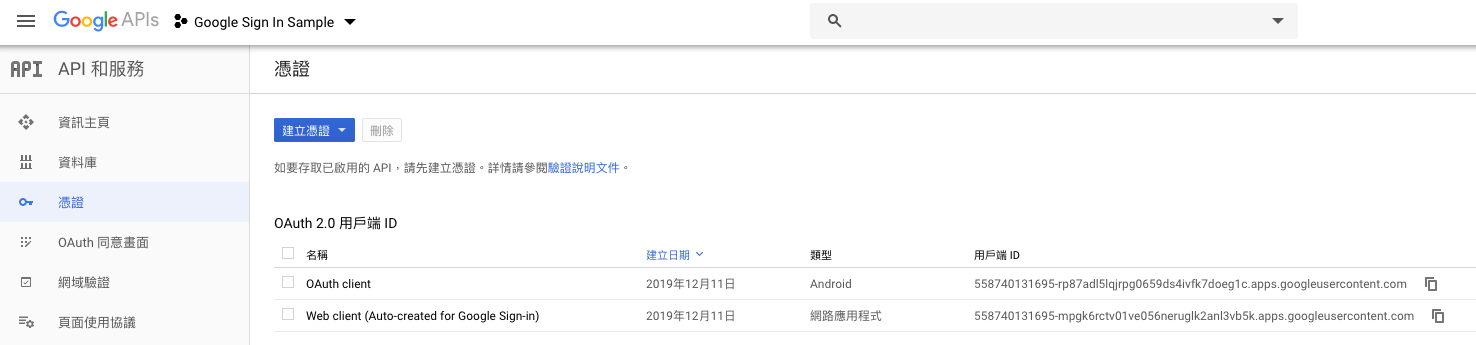 Google APIs Google Sign In Sample
API API 和服務
憑證
資訊主頁
資料庫
憑證
OAuth 同意畫面
網域驗證
頁面使用協議
建立憑證 刪除
如要存取已啟用的 API，請先建立憑證。詳情請參閱驗證說明文件。
OAuth 2.0 用戶端 ID
名稱 建立日期 類型 用戶端 ID
OAuth client 2019年12月11日 Android 558740131695-rp87adl5lqjrpg0659ds4ivfk7doeg1c.apps.googleusercontent.com
Web client (Auto-created for Google Sign-in) 2019年12月11日 網路應用程式 558740131695-mpgk6rctv01ve056neruglk2anl3vb5k.apps.googleusercontent.com